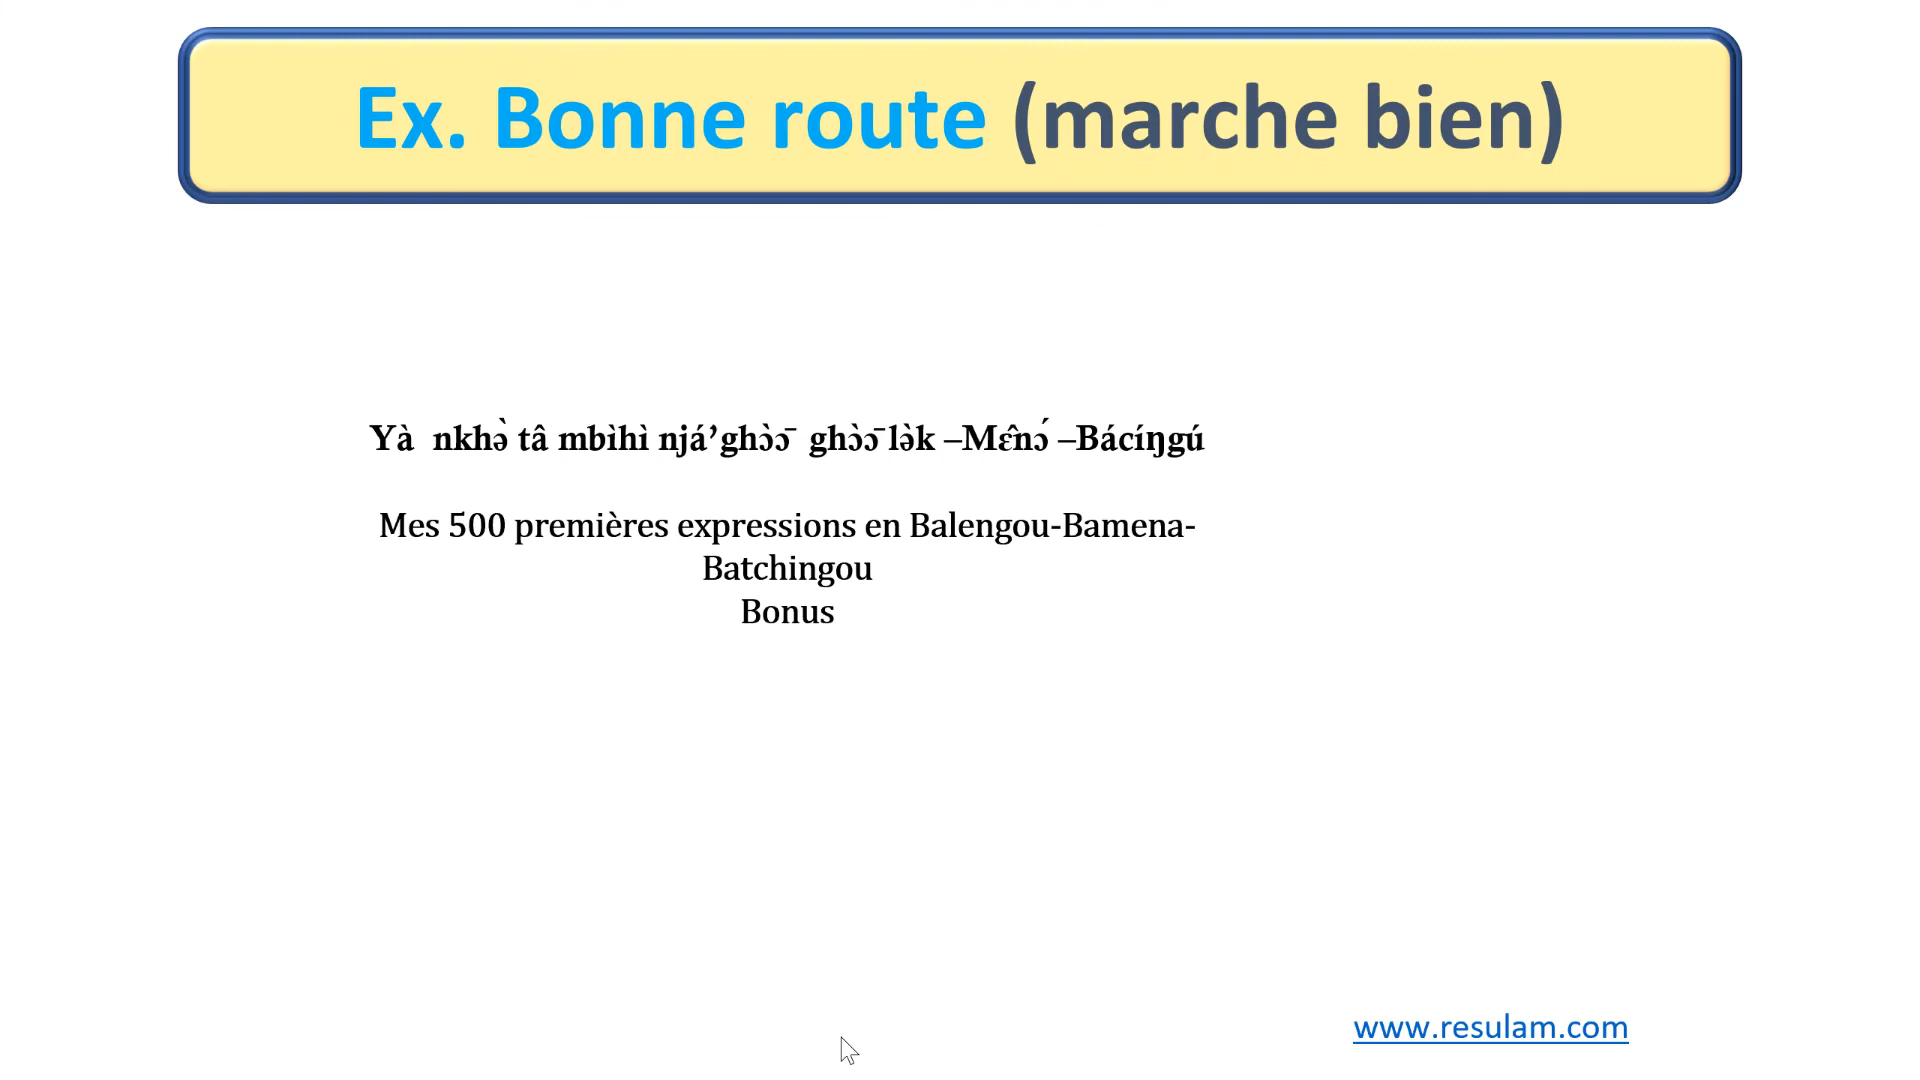 Ex. Bonne route (marche bien)
Yà nkhə̀ tâ mbìhì njá’ghɔ̀ɔ̄ ghɔ̀ɔ̄ lə̀k –Mɛ̂nɔ́ –Bácíŋgú
Mes 500 premières expressions en Balengou-Bamena-
Batchingou
Bonus
www.resulam.com